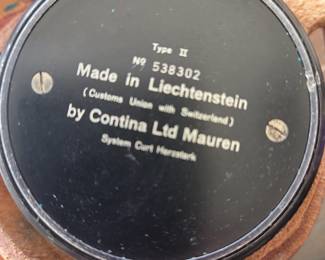 Type II
Nº 538302
Made in Liechtenstein
(Customs Union with Switzerland)
by Contina Ltd Mauren
System Curt Herzstark